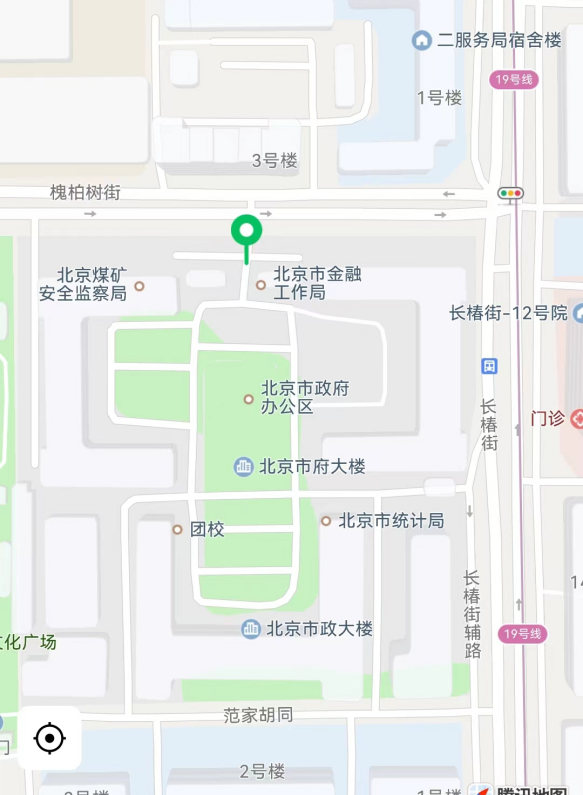 二服务局宿舍楼
19号线
1号楼
3号楼
槐柏树街
北京煤矿
安全监察局
北京市金融
工作局
长椿街-12号院
北京市政府
办公区
长椿街
门诊
北京市府大楼
北京市统计局
团校
长椿街辅路
北京市政大楼
19号线
化广场
范家胡同
门
2号楼
1号楼
腾讯地图